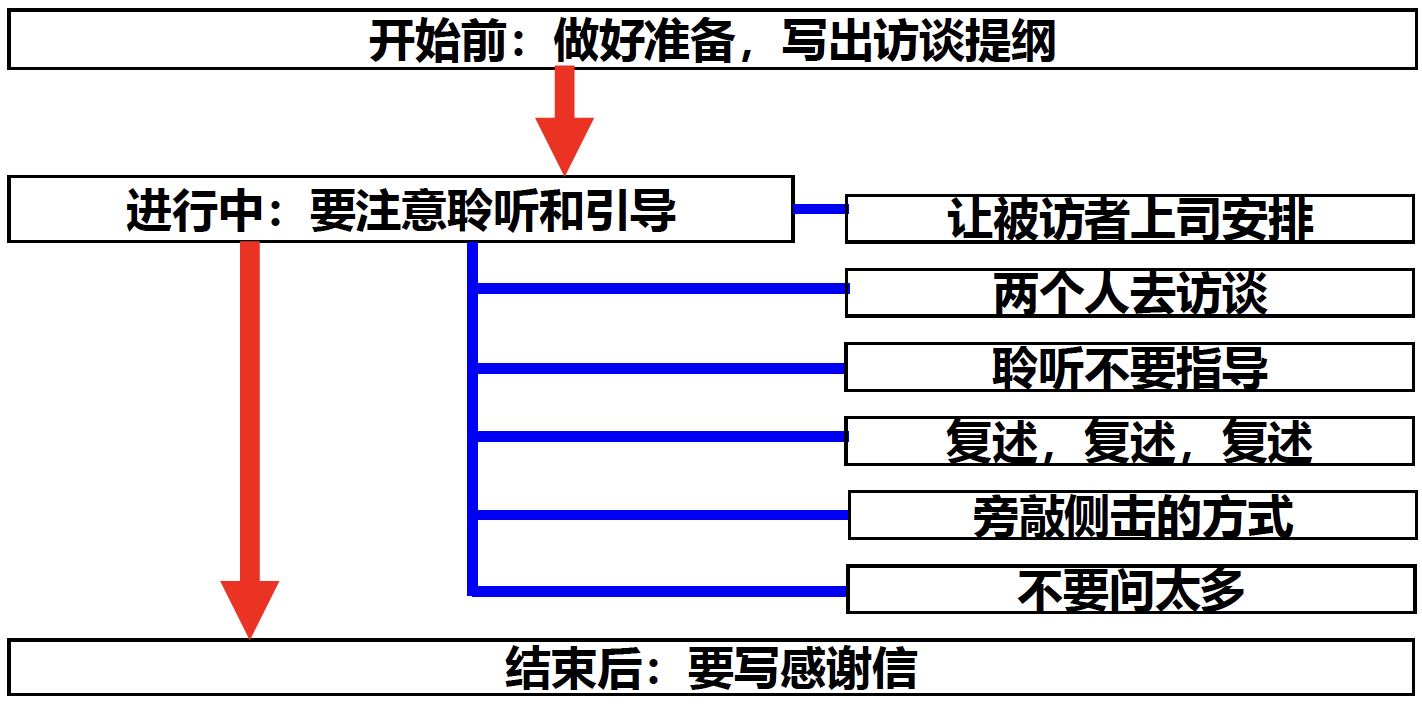 开始前：做好准备，写出访谈提纲
进行中：要注意聆听和引导
让被访者上司安排
两个人去访谈
聆听不要指导
复述，复述，复述
旁敲侧击的方式
不要问太多
结束后：要写感谢信